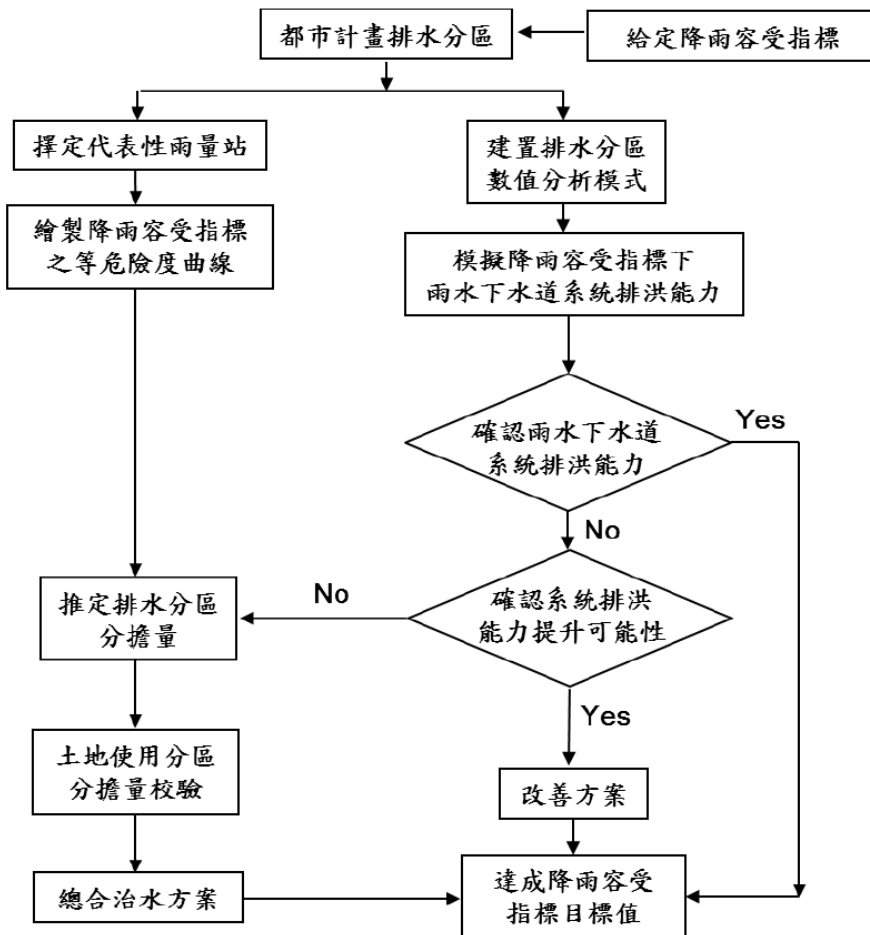 都市計畫排水分區
給定降雨容受指標
擇定代表性雨量站
建置排水分區
數值分析模式
繪製降雨容受指標
之等危險度曲線
模擬降雨容受指標下
雨水下水道系統排洪能力
確認雨水下水道
系統排洪能力
Yes
No
確認系統排洪
能力提升可能性
No
推定排水分區
分擔量
Yes
土地使用分區
分擔量校驗
改善方案
總合治水方案
達成降雨容受
指標目標值